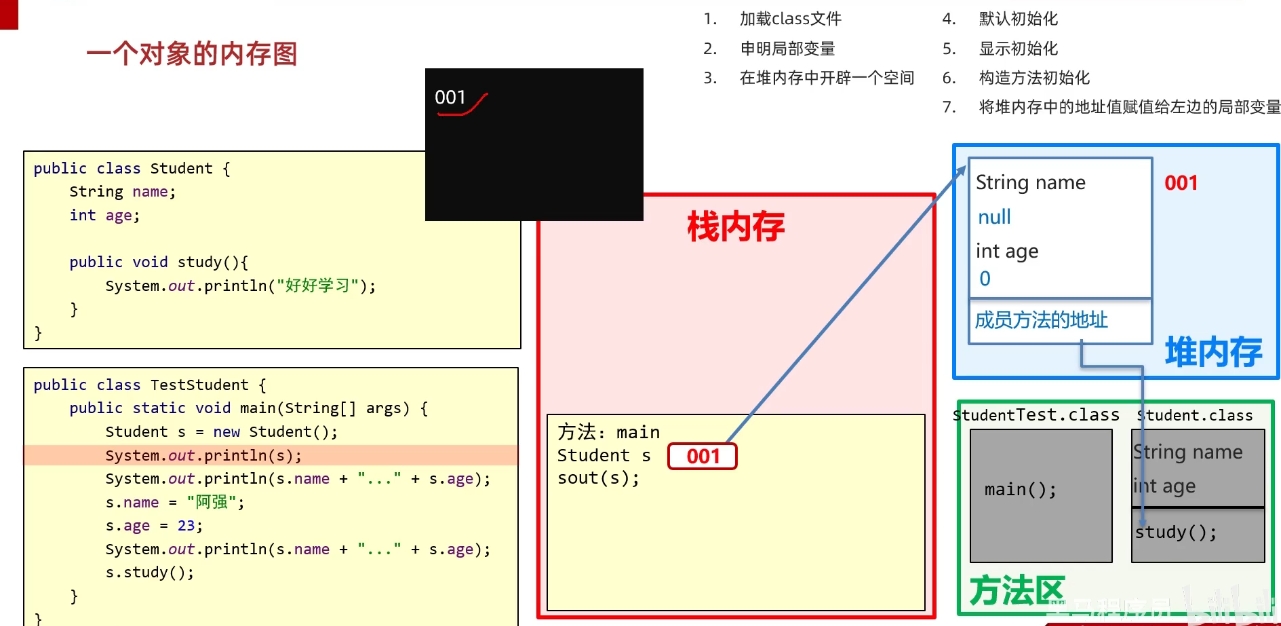 一个对象的内存图
1. 加载class文件
2. 申明局部变量
3. 在堆内存中开辟一个空间
4. 默认初始化
5. 显示初始化
6. 构造方法初始化
7. 将堆内存中的地址值赋值给左边的局部变量
001
public class Student {
String name;
int age;
public void study(){
System.out.println("好好学习");
}
}
public class TestStudent {
public static void main(String[] args) {
Student s = new Student();
System.out.println(s);
System.out.println(s.name + "..." + s.age);
s.name = "阿强";
s.age = 23;
System.out.println(s.name + "..." + s.age);
s.study();
}
}
栈内存
方法: main
Student s 001
sout(s);
String name
null
int age
0
成员方法的地址
001
堆内存
StudentTest.class
main();
Student.class
String name
int age
study();
方法区
黑马程序员 bilibili